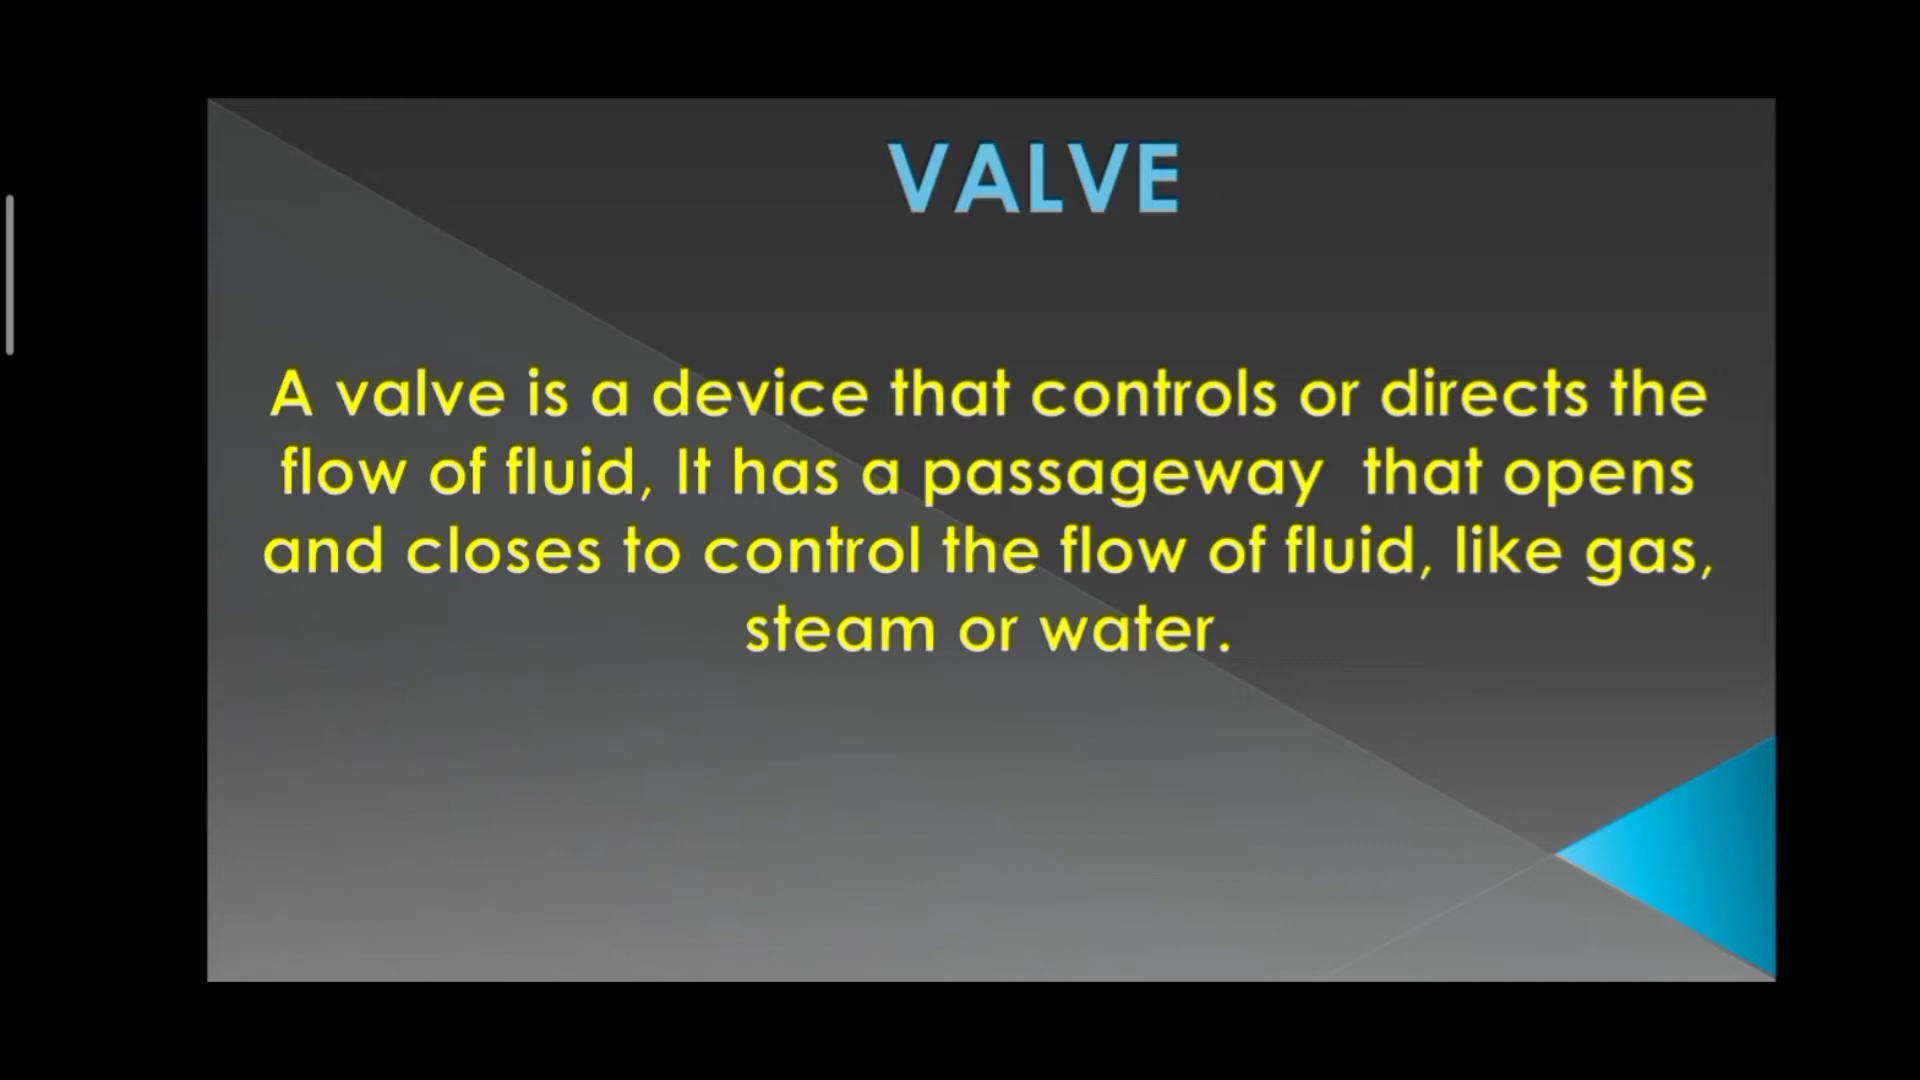 VALVE
A valve is a device that controls or directs the
flow of fluid, It has a passageway  that opens
and closes to control the flow of fluid, like gas,
steam or water.